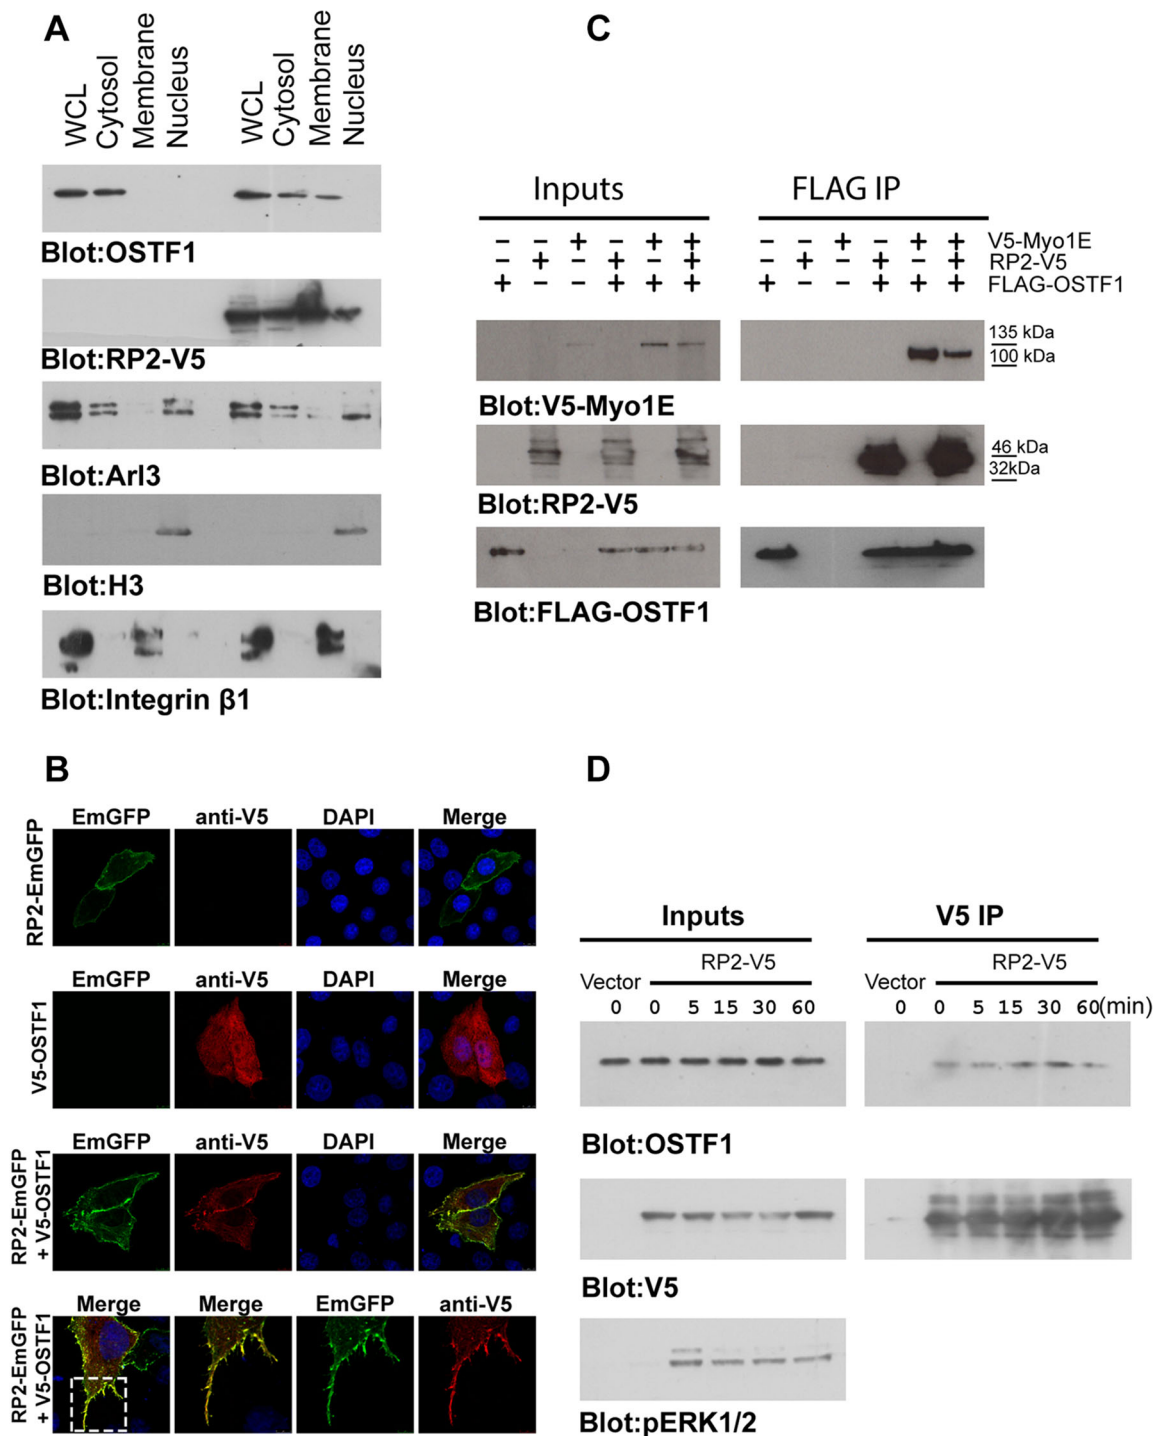 A
WCL
Cytosol
Membrane
Nucleus
WCL
Cytosol
Membrane
Nucleus
Blot:OSTF1
Blot:RP2-V5
Blot:Arl3
Blot:H3
Blot:Integrin β1
C
Inputs
FLAG IP
– – + – + + – – + – + + V5-Myo1E
– + – + – + – + – + – + RP2-V5
+ – – + + + + – – + + + FLAG-OSTF1
135 kDa
100 kDa
Blot:V5-Myo1E
46 kDa
32kDa
Blot:RP2-V5
Blot:FLAG-OSTF1
B
EmGFP anti-V5 DAPI Merge
RP2-EmGFP
EmGFP anti-V5 DAPI Merge
V5-OSTF1
EmGFP anti-V5 DAPI Merge
RP2-EmGFP
+ V5-OSTF1
Merge Merge EmGFP anti-V5
RP2-EmGFP
+ V5-OSTF1
D
Inputs
V5 IP
RP2-V5
RP2-V5
Vector
Vector
0 0 5 15 30 60
0 0 5 15 30 60(min)
Blot:OSTF1
Blot:V5
Blot:pERK1/2